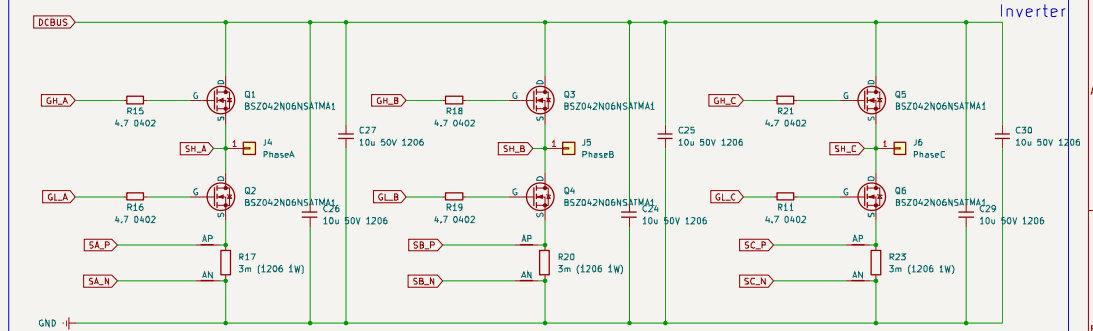 Inverter
DCBUS
D
Q1
BSZ042N06NSATMA1
GH_A
G
R15
4.7 0402
S
C27
10u 50V 1206
SH_A
1
J4
PhaseA
D
Q2
BSZ042N06NSATMA1
GL_A
G
R16
4.7 0402
S
C26
10u 50V 1206
SA_P
AP
R17
3m (1206 1W)
SA_N
AN
D
Q3
BSZ042N06NSATMA1
GH_B
G
R18
4.7 0402
S
C25
10u 50V 1206
SH_B
1
J5
PhaseB
D
Q4
BSZ042N06NSATMA1
GL_B
G
R19
4.7 0402
S
C24
10u 50V 1206
SB_P
AP
R20
3m (1206 1W)
SB_N
AN
D
Q5
BSZ042N06NSATMA1
GH_C
G
R21
4.7 0402
S
C30
10u 50V 1206
SH_C
1
J6
PhaseC
D
Q6
BSZ042N06NSATMA1
GL_C
G
R11
4.7 0402
S
C29
10u 50V 1206
SC_P
AP
R23
3m (1206 1W)
SC_N
AN
GND